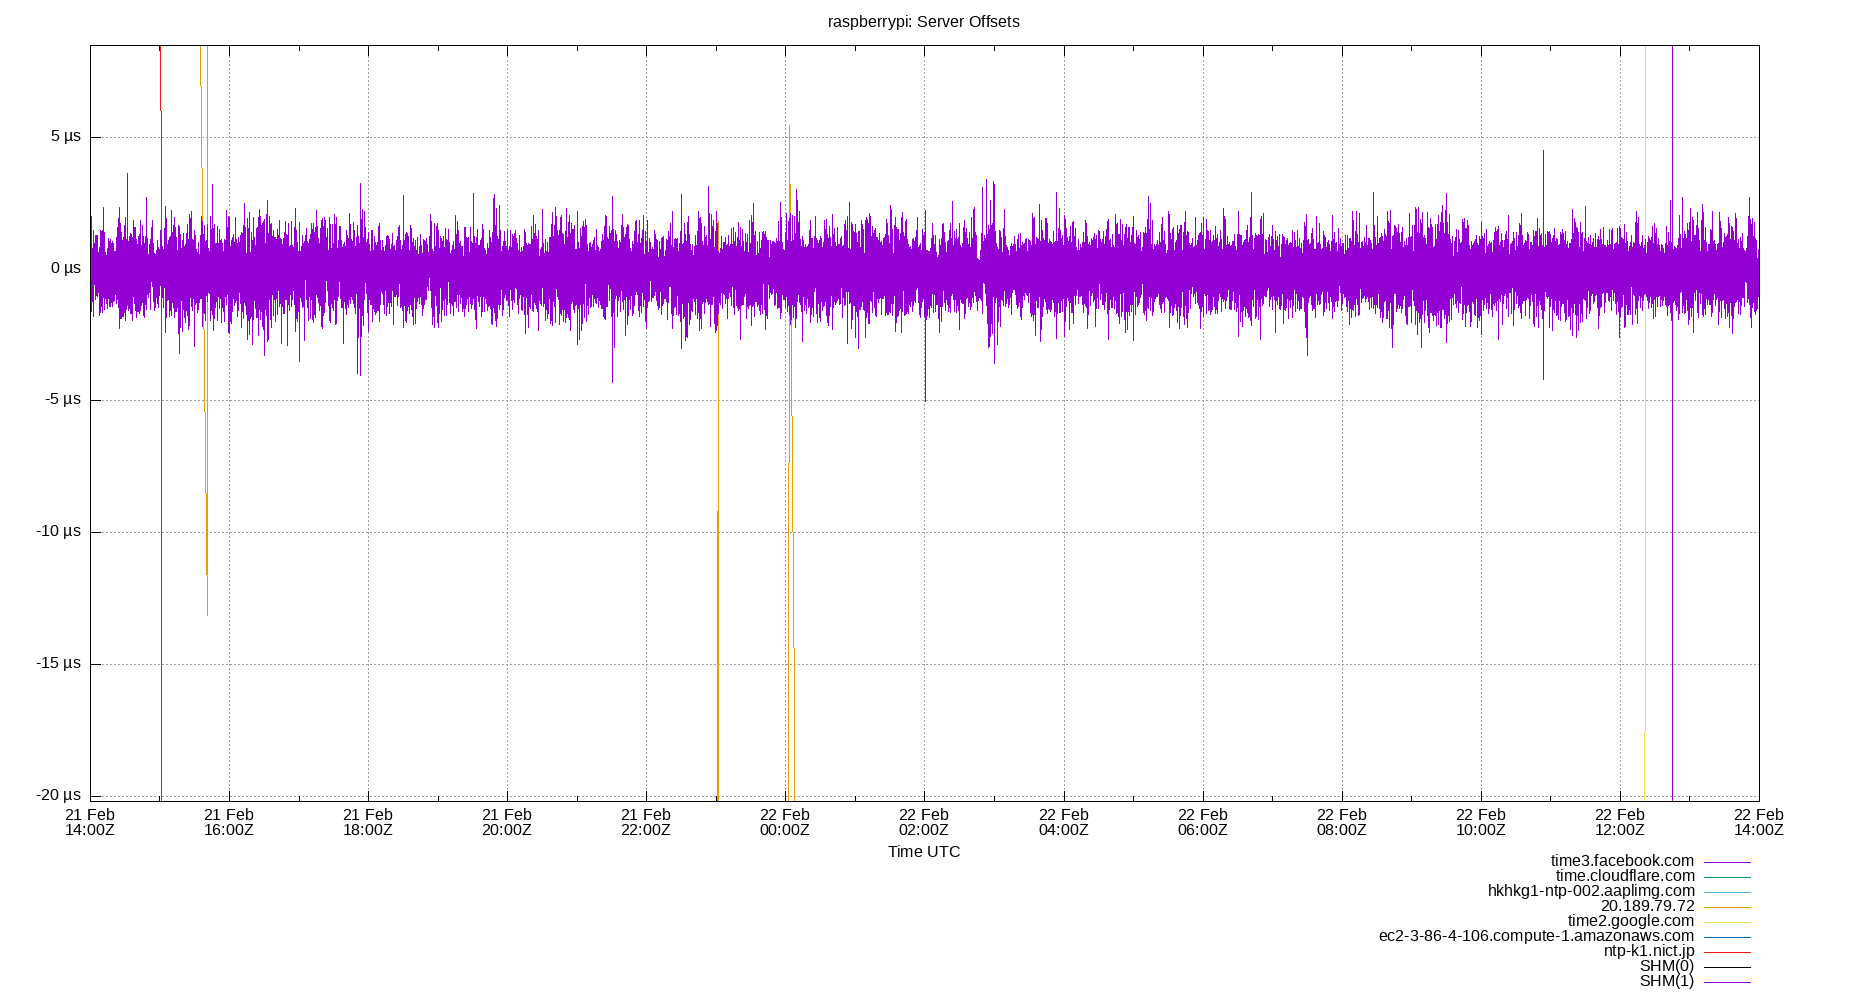 raspberrypi: Server Offsets
5 µs
0 µs
-5 µs
-10 µs
-15 µs
-20 µs
21 Feb 21 Feb 21 Feb 21 Feb 21 Feb 22 Feb 22 Feb 22 Feb 22 Feb 22 Feb 22 Feb 22 Feb 22 Feb
14:00Z 16:00Z 18:00Z 20:00Z 22:00Z 00:00Z 02:00Z 04:00Z 06:00Z 08:00Z 10:00Z 12:00Z 14:00Z
Time UTC
time3.facebook.com
time.cloudflare.com
hkhkg1-ntp-002.aaplimg.com
20.189.79.72
time2.google.com
ec2-3-86-4-106.compute-1.amazonaws.com
ntp-k1.nict.jp
SHM(0)
SHM(1)